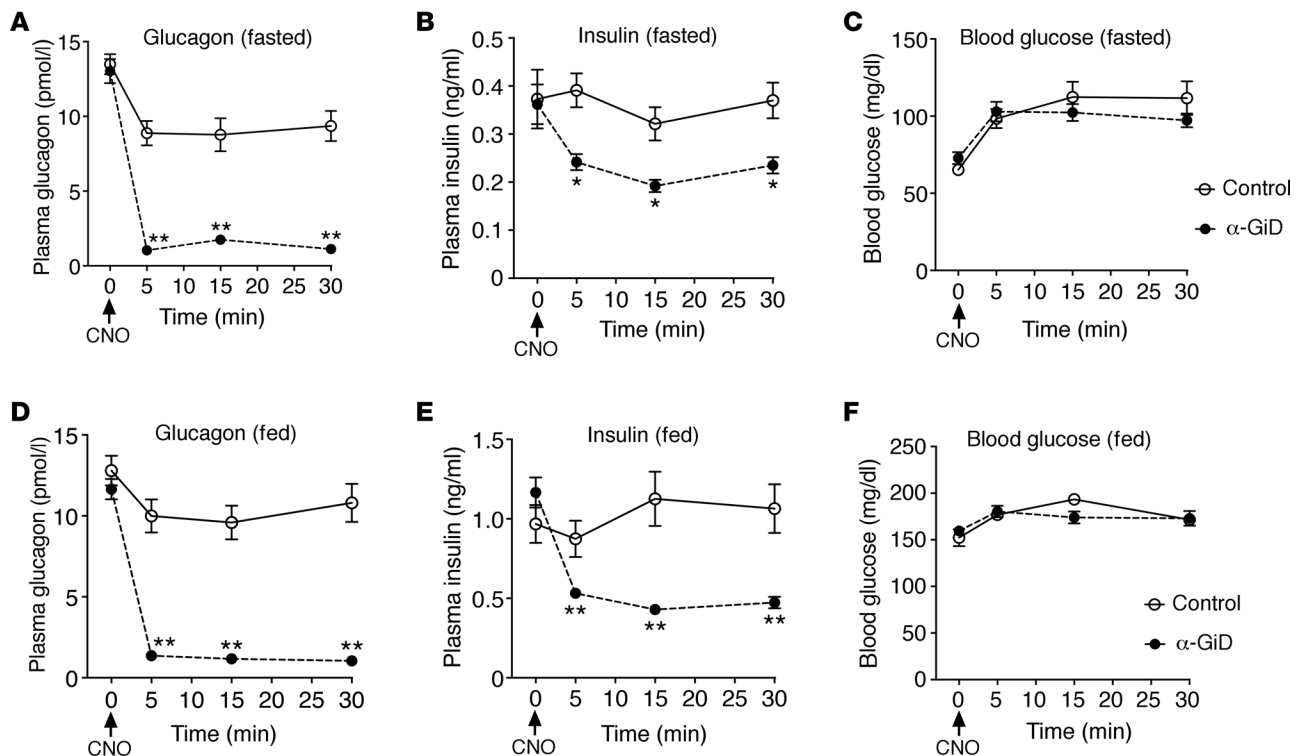 A
Glucagon (fasted)
Plasma glucagon (pmol/l)
15
10
5
0
0 5 10 15 20 25 30
** ** **
Time (min)
CNO
B
Insulin (fasted)
Plasma insulin (ng/ml)
0.5
0.4
0.3
0.2
0.1
0
0 5 10 15 20 25 30
* * *
Time (min)
CNO
C
Blood glucose (fasted)
Blood glucose (mg/dl)
150
100
50
0
0 5 10 15 20 25 30
Time (min)
CNO
Control
α-GiD
D
Glucagon (fed)
Plasma glucagon (pmol/l)
15
10
5
0
0 5 10 15 20 25 30
** ** **
Time (min)
CNO
E
Insulin (fed)
Plasma insulin (ng/ml)
1.5
1.0
0.5
0
0 5 10 15 20 25 30
** ** **
Time (min)
CNO
F
Blood glucose (fed)
Blood glucose (mg/dl)
250
200
150
100
50
0
0 5 10 15 20 25 30
Time (min)
CNO
Control
α-GiD